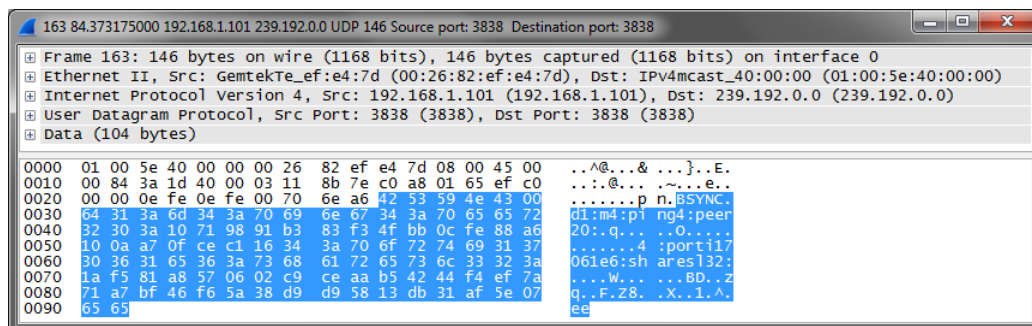 163 84.373175000 192.168.1.101 239.192.0.0 UDP 146 Source port: 3838 Destination port: 3838
Frame 163: 146 bytes on wire (1168 bits), 146 bytes captured (1168 bits) on interface 0
Ethernet II, Src: GemtekTe_ef:e4:7d (00:26:82:ef:e4:7d), Dst: IPv4mcast_40:00:00 (01:00:5e:40:00:00)
Internet Protocol Version 4, Src: 192.168.1.101 (192.168.1.101), Dst: 239.192.0.0 (239.192.0.0)
User Datagram Protocol, Src Port: 3838 (3838), Dst Port: 3838 (3838)
Data (104 bytes)
0000 01 00 5e 40 00 00 00 26 82 ef e4 7d 08 00 45 00 ..^@...& ...}..E.
0010 00 84 3a 1d 40 00 03 11 8b 7e c0 a8 01 65 ef c0 ..:.@... .~...e..
0020 00 00 0e fe 0e fe 00 70 6e a6 42 53 59 4e 43 00 .......p n.BSYNC.
0030 64 31 3a 6d 34 3a 70 69 6e 67 34 3a 70 65 65 72 d1:m4:pi ng4:peer
0040 32 30 3a 10 71 98 91 b3 83 f3 4f bb 0c fe 88 a6 20:.q... ..O.....
0050 10 0a a7 0f ce c1 16 34 3a 70 6f 72 74 69 31 37 .......4 :porti17
0060 30 36 31 65 36 3a 73 68 61 72 65 73 6c 33 32 3a 061e6:sh aresl32:
0070 1a f5 81 a8 57 06 02 c9 ce aa b5 42 44 f4 ef 7a ....W... ...BD..z
0080 71 a7 bf 46 f6 5a 38 d9 d9 58 13 db 31 af 5e 07 q..F.Z8. .X..1.^.
0090 65 65 ee